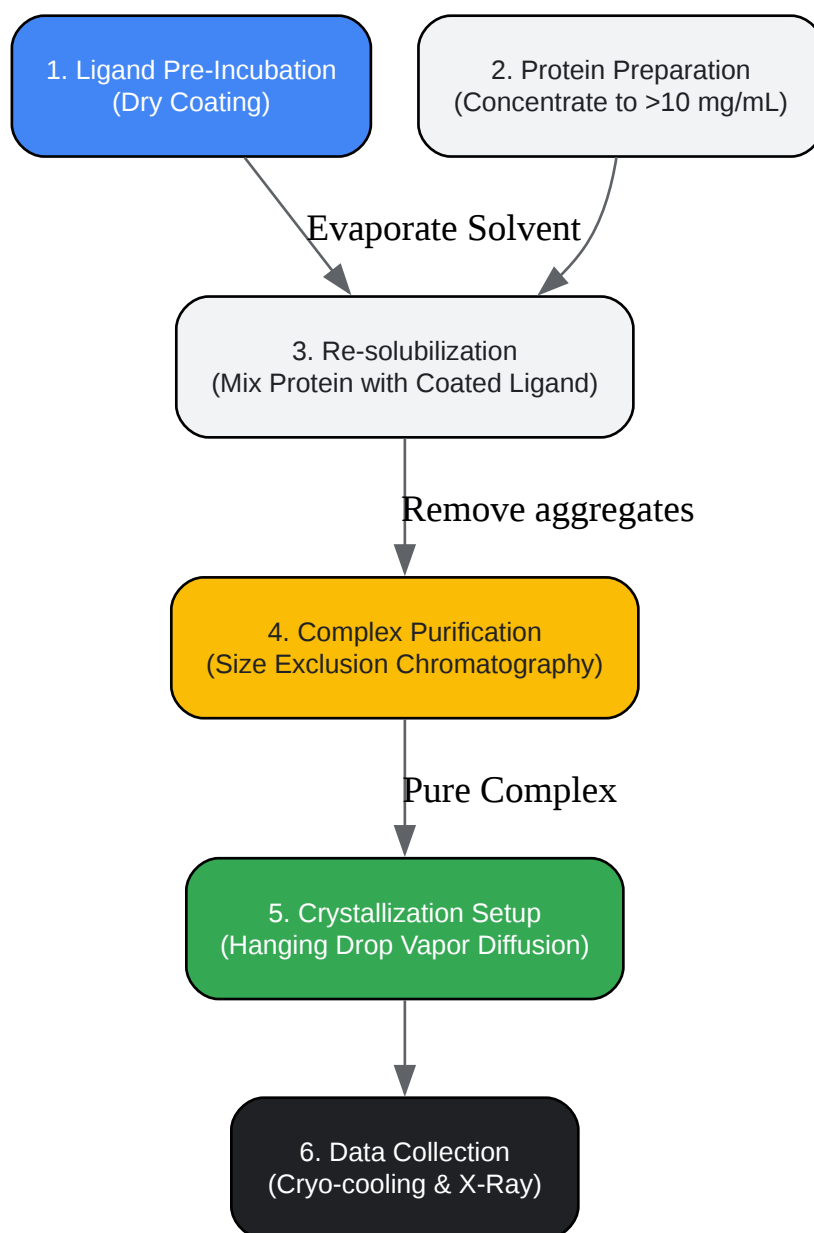 1. Ligand Pre-Incubation
(Dry Coating)
2. Protein Preparation
(Concentrate to >10 mg/mL)
Evaporate Solvent
3. Re-solubilization
(Mix Protein with Coated Ligand)
Remove aggregates
4. Complex Purification
(Size Exclusion Chromatography)
Pure Complex
5. Crystallization Setup
(Hanging Drop Vapor Diffusion)
6. Data Collection
(Cryo-cooling & X-Ray)